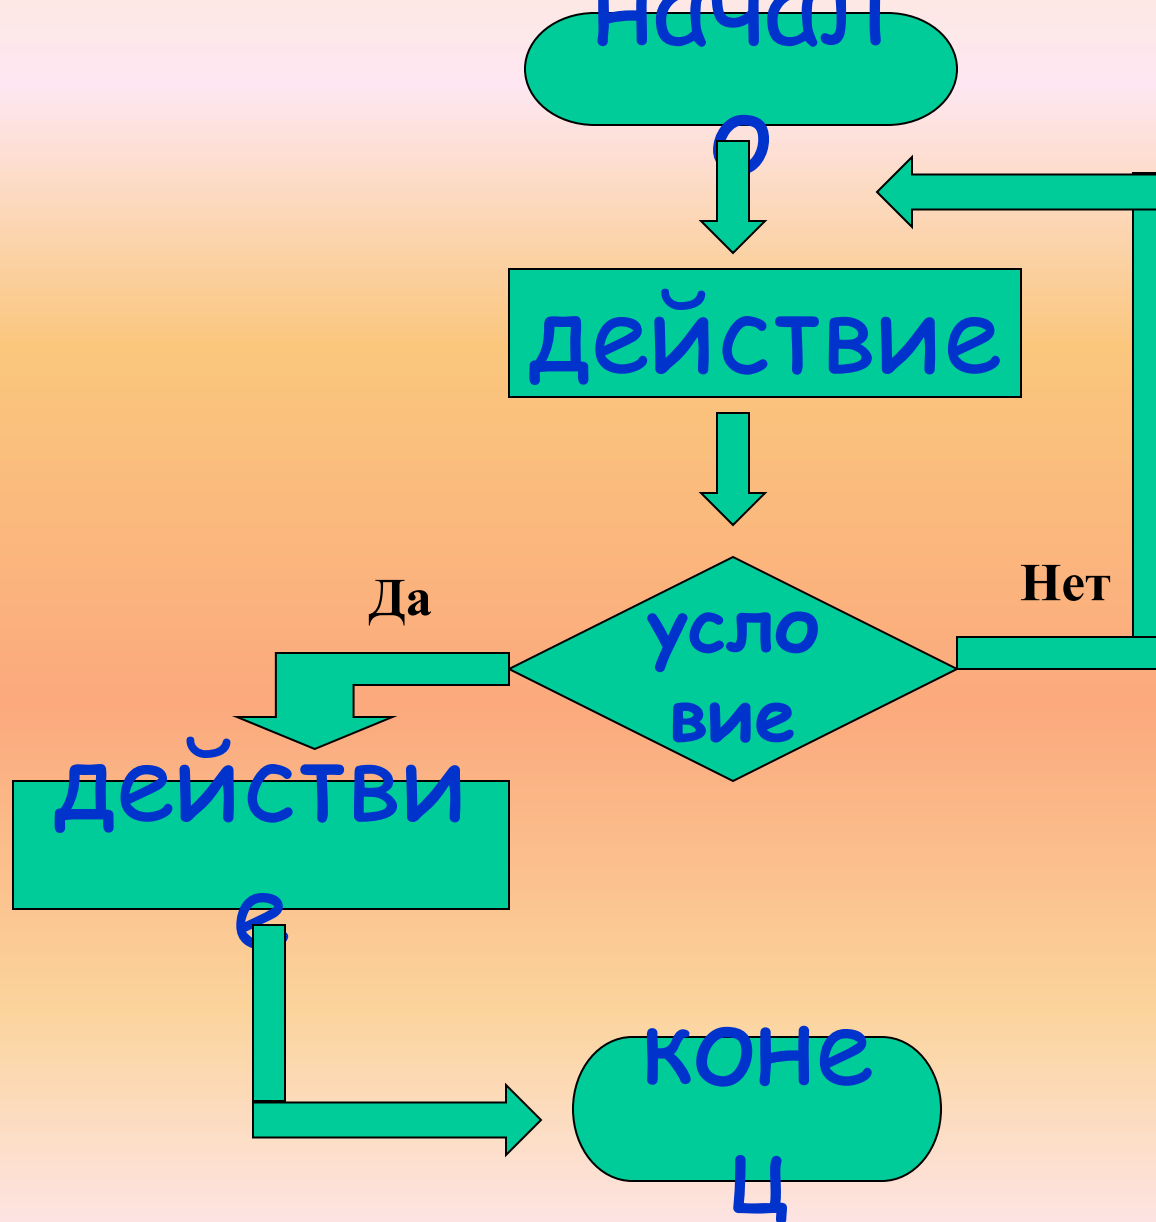 начал
о
действие
Нет
Да
усло
вие
действи
е
коне
ц